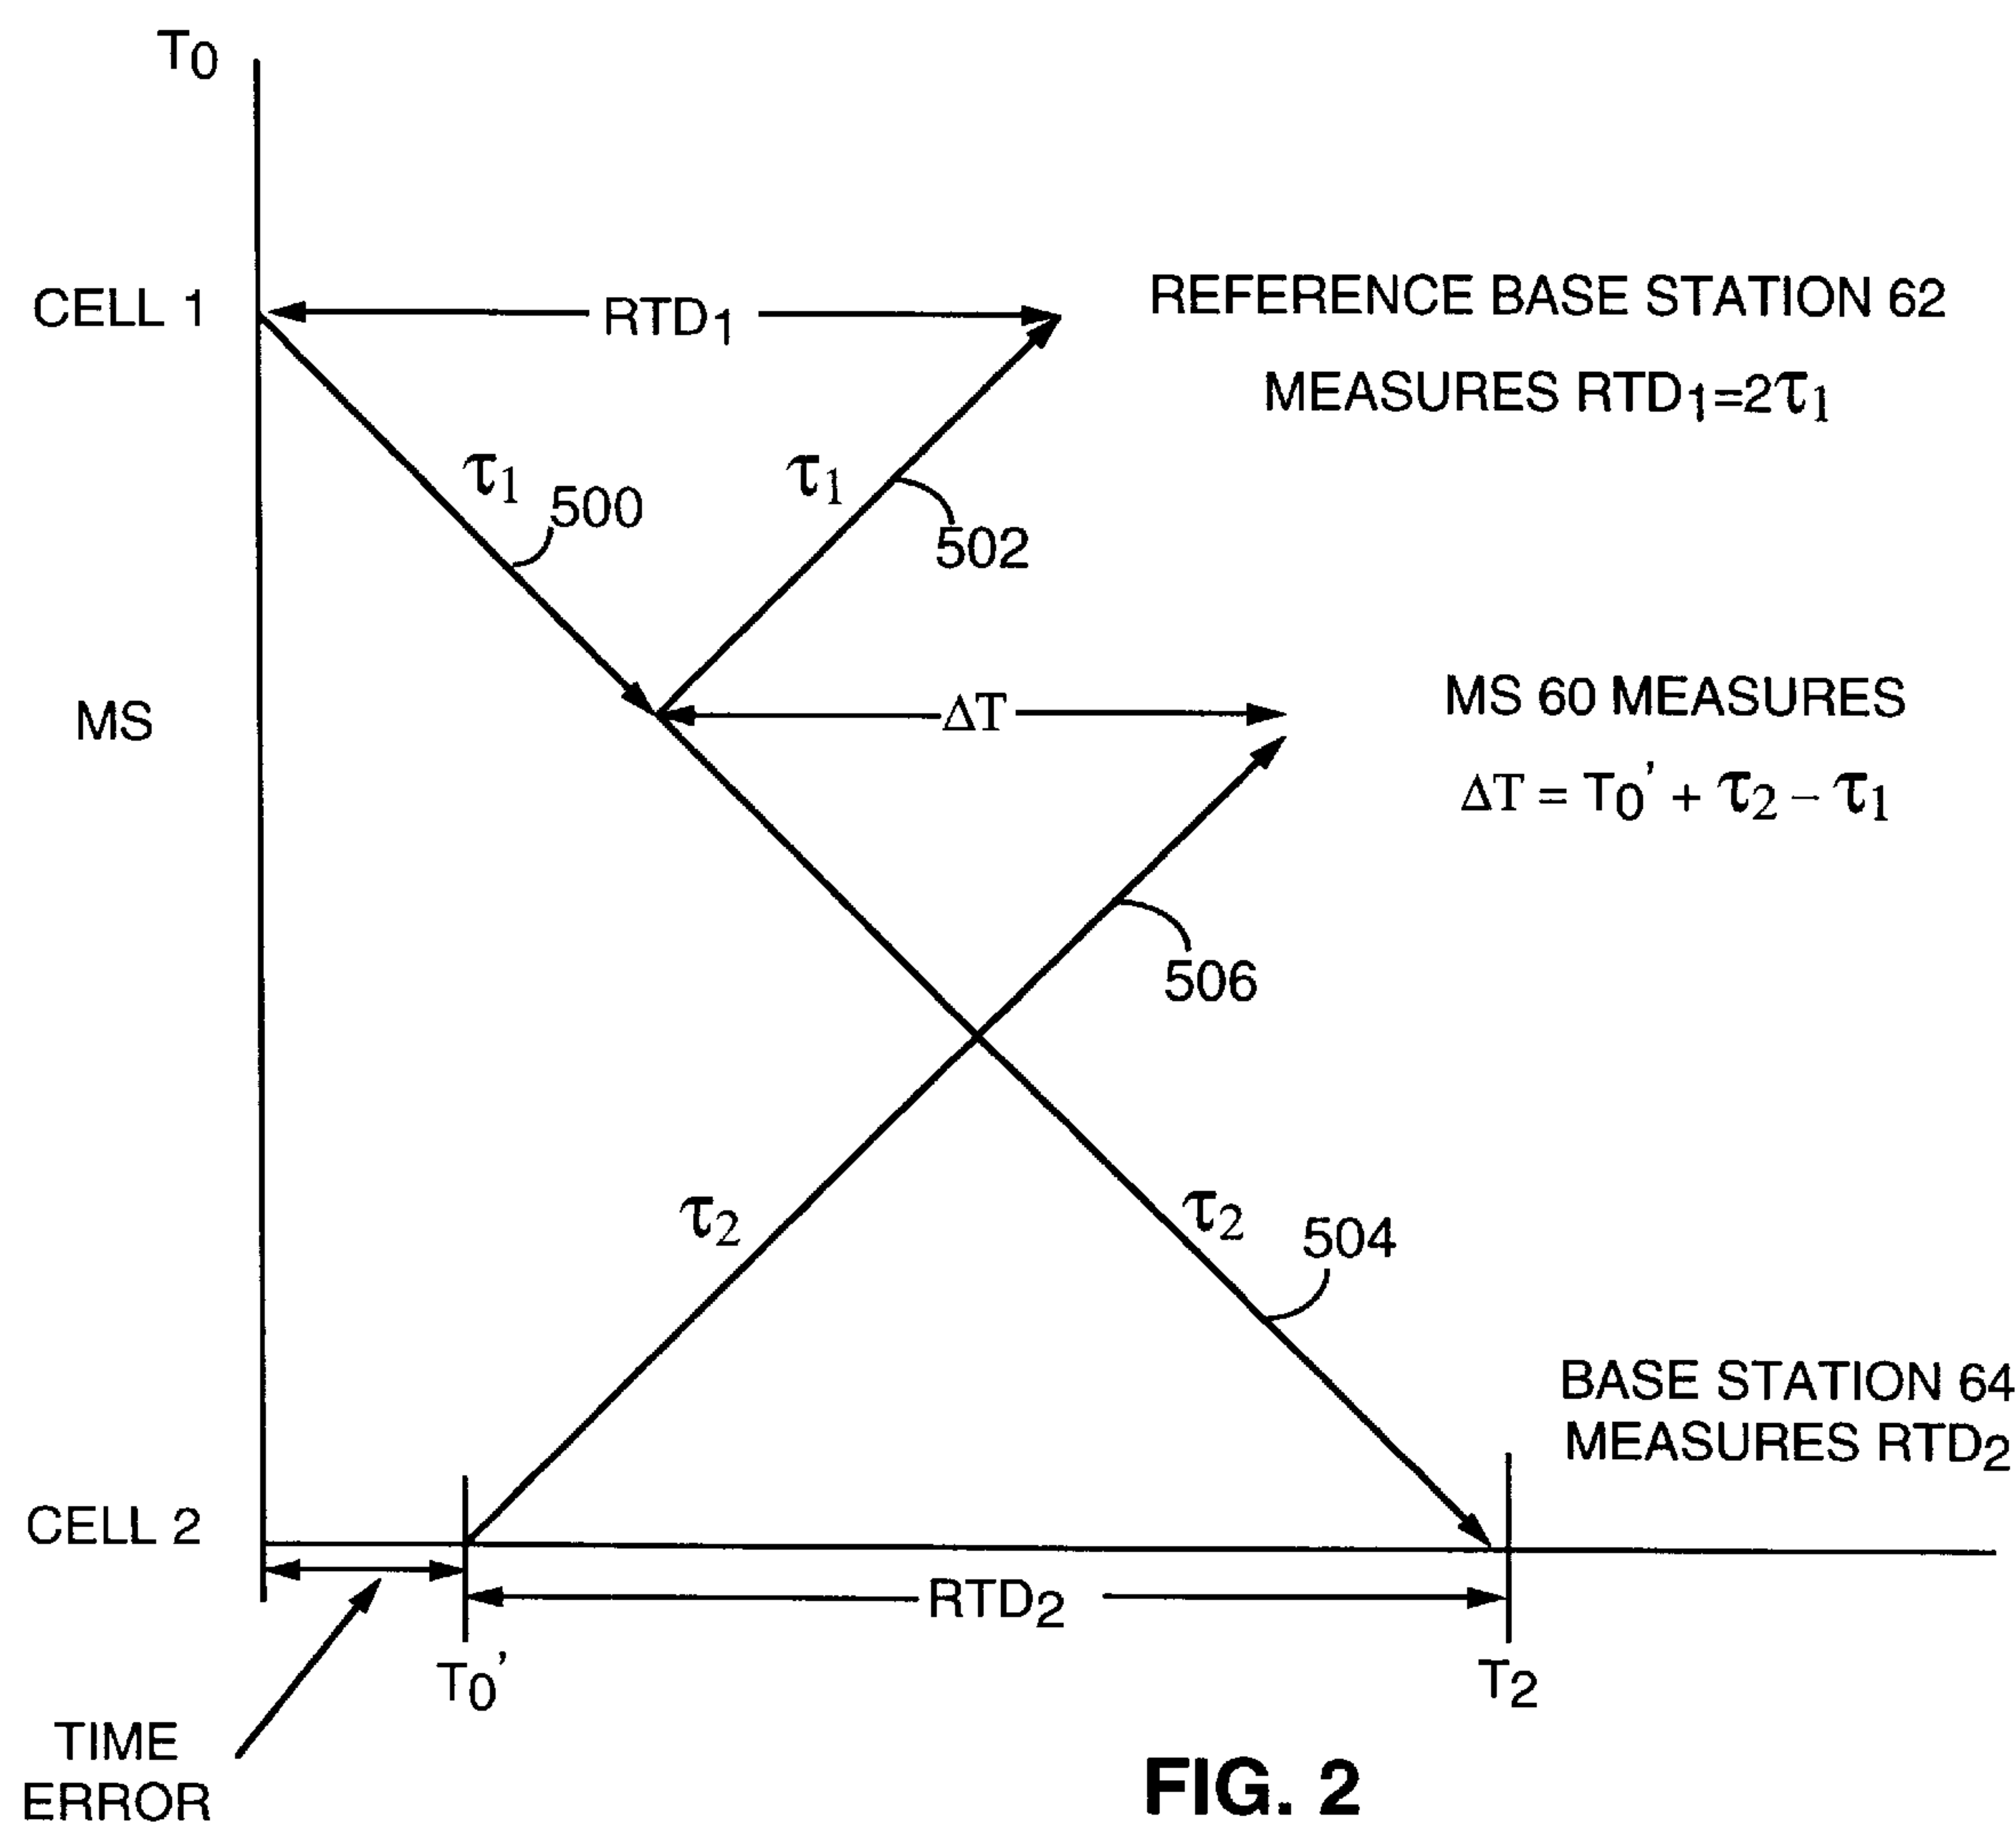 T0
CELL 1
RTD1
REFERENCE BASE STATION 62
MEASURES RTD1=2τ1
τ1
500
τ1
502
MS
ΔT
MS 60 MEASURES
ΔT = T0' + τ2 − τ1
506
τ2
τ2
504
BASE STATION 64
MEASURES RTD2
CELL 2
RTD2
T0'
T2
TIME
ERROR
FIG. 2